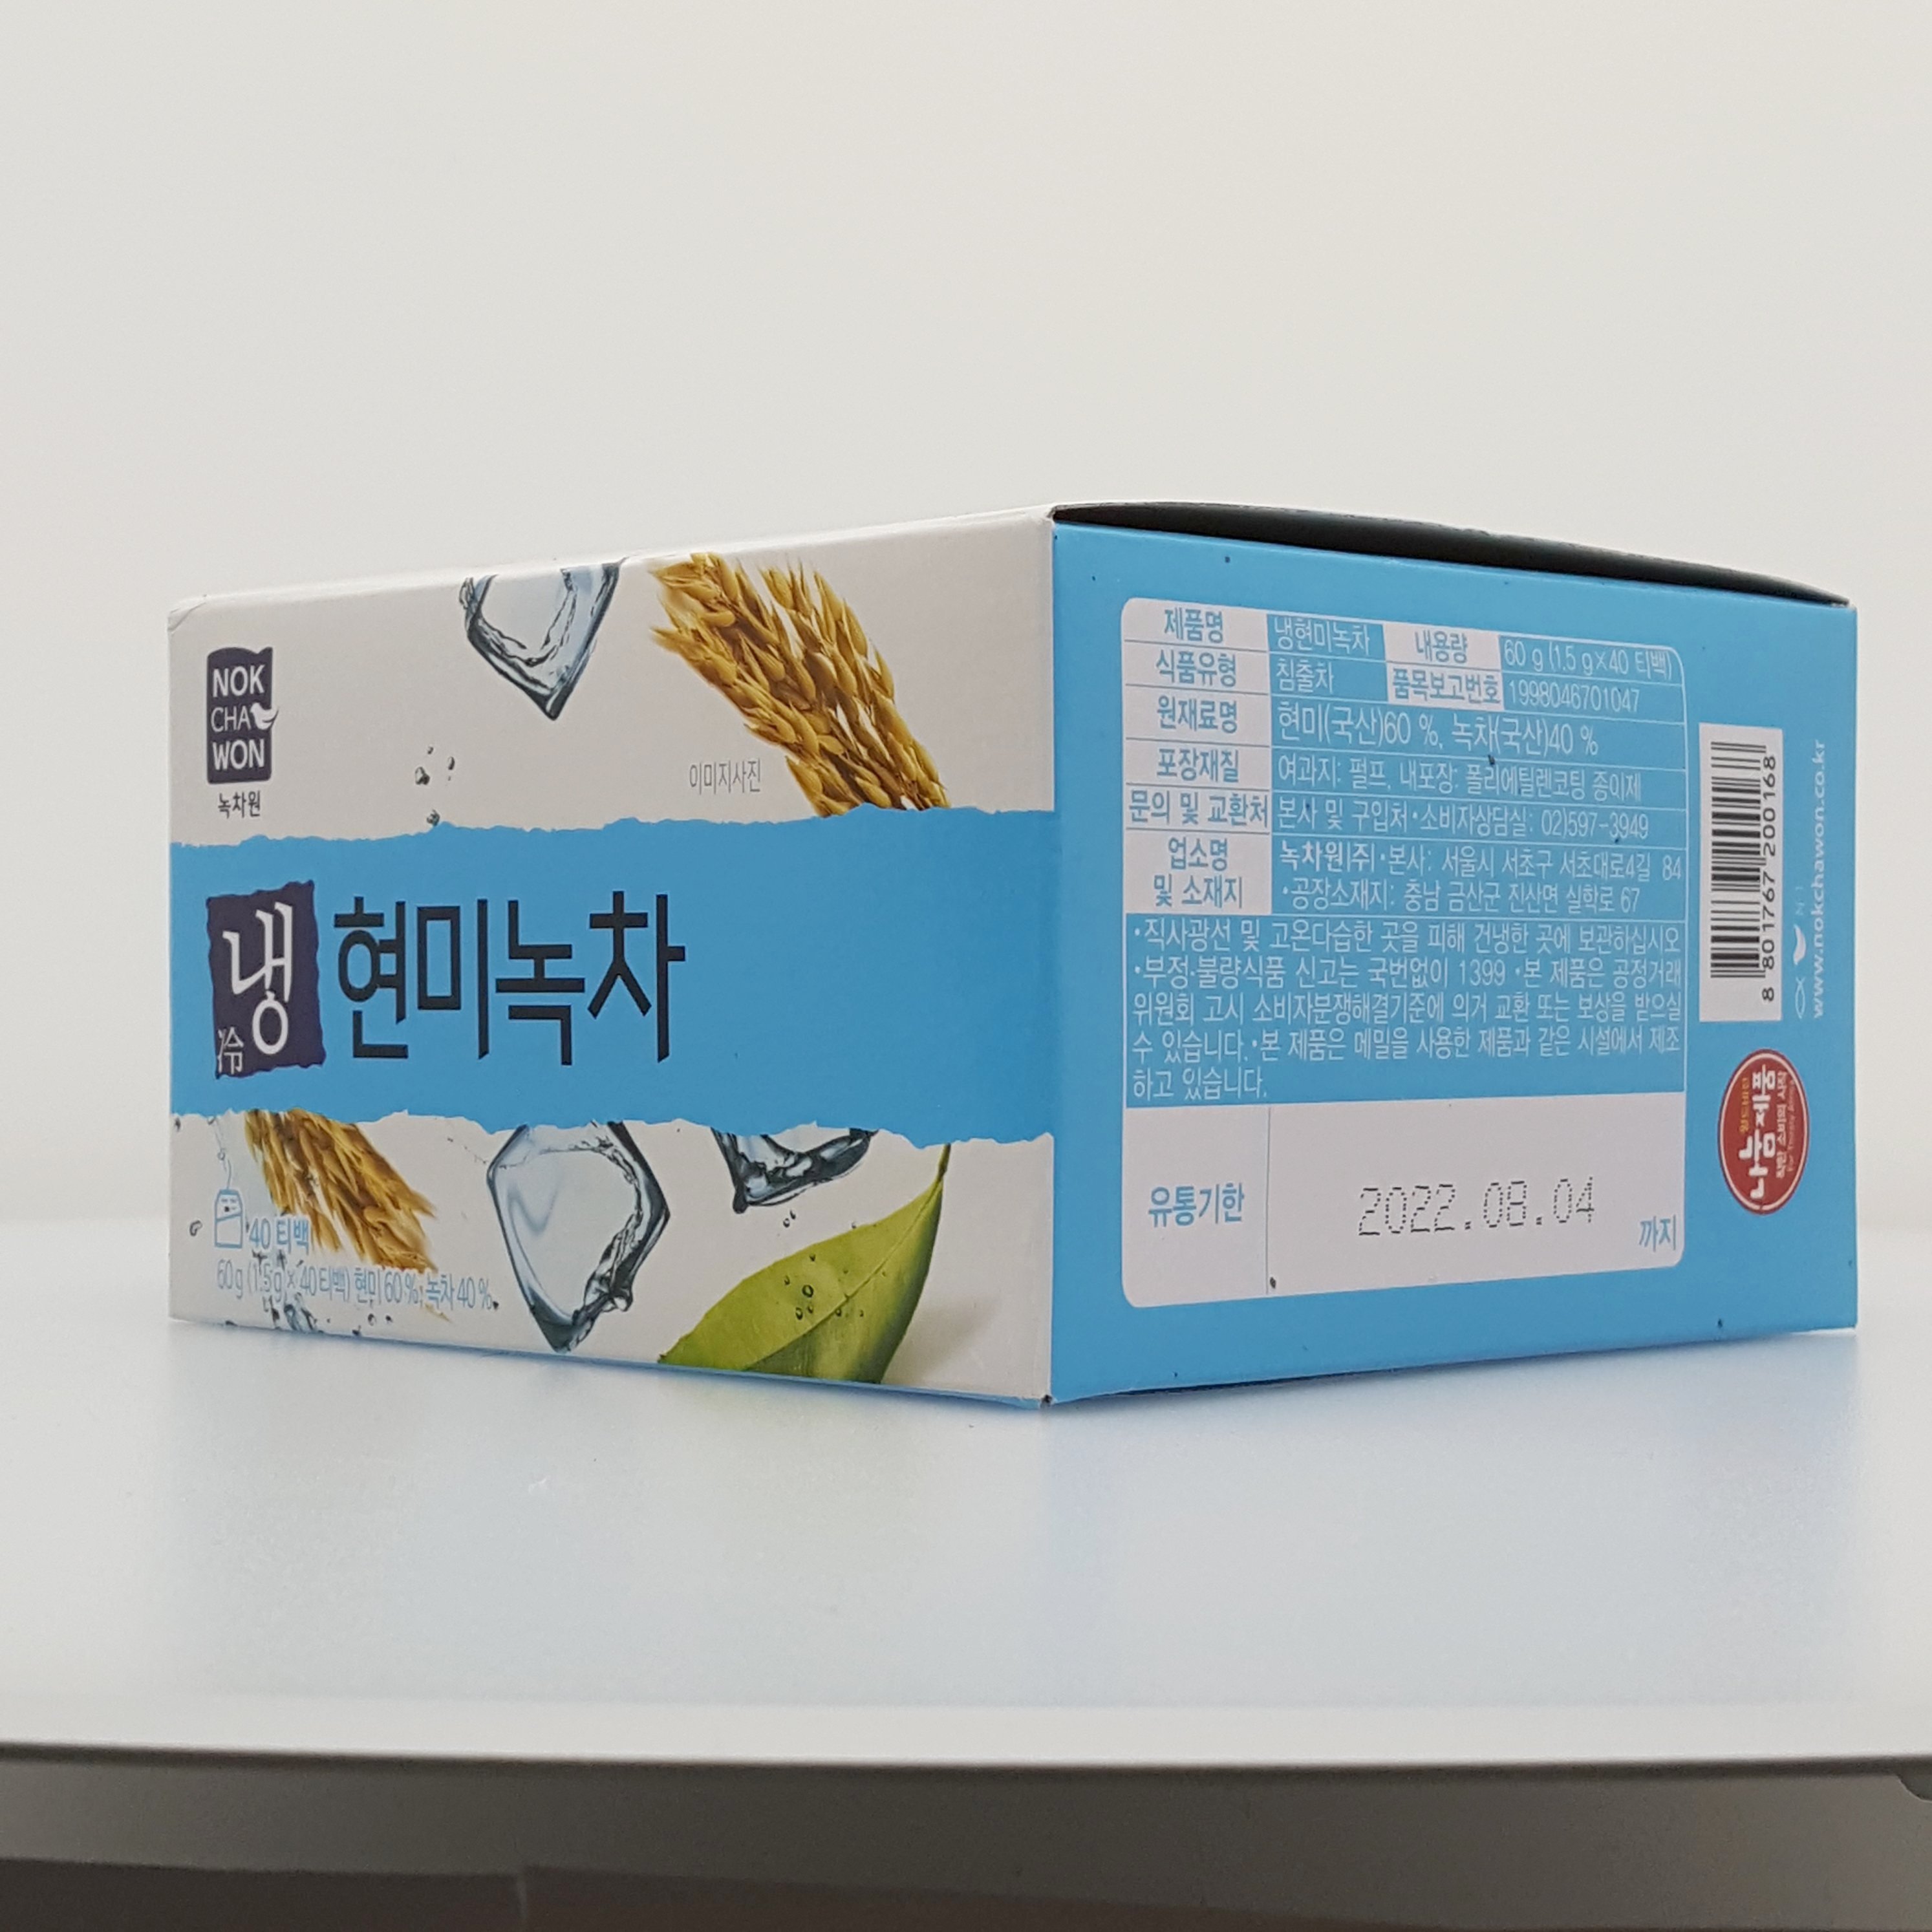 NOK
CHA
WON
녹차원
이미지사진
냉
冷
현미녹차
40 티백
60 g (1.5 g × 40 티백) 현미 60 %, 녹차 40 %
제품명 냉현미녹차 내용량 60 g (1.5 g×40 티백)
식품유형 침출차 품목보고번호 1998046701047
원재료명 현미(국산)60 %, 녹차(국산)40 %
포장재질 여과지: 펄프, 내포장: 폴리에틸렌코팅 종이제
문의 및 교환처 본사 및 구입처•소비자상담실: 02)597-3949
업소명
및 소재지
녹차원(주)•본사: 서울시 서초구 서초대로4길 84
•공장소재지: 충남 금산군 진산면 실학로 67
•직사광선 및 고온다습한 곳을 피해 건냉한 곳에 보관하십시오
•부정·불량식품 신고는 국번없이 1399 •본 제품은 공정거래
위원회 고시 소비자분쟁해결기준에 의거 교환 또는 보상을 받으실
수 있습니다.•본 제품은 메밀을 사용한 제품과 같은 시설에서 제조
하고 있습니다.
유통기한 2022.08.04 까지
8 801767 200168
www.nokchawon.co.kr
월드비전
나눔제품
착한 소비의 시작